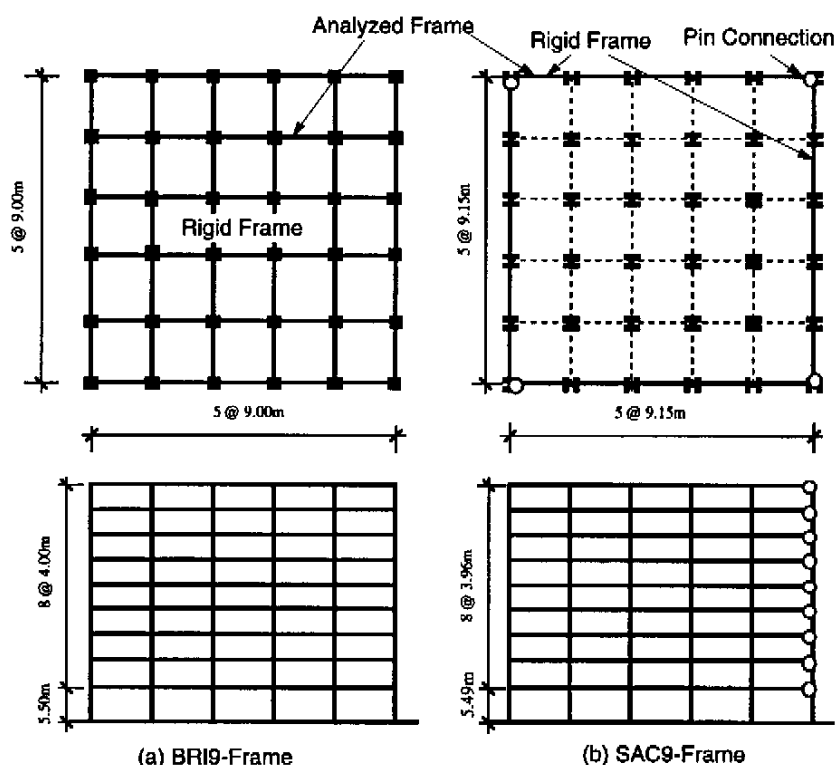 Analyzed Frame
Rigid Frame
Pin Connection
5 @ 9.00m
Rigid Frame
5 @ 9.15m
5 @ 9.00m
5 @ 9.15m
8 @ 4.00m
5.50m
8 @ 3.96m
5.49m
(a) BRI9-Frame
(b) SAC9-Frame